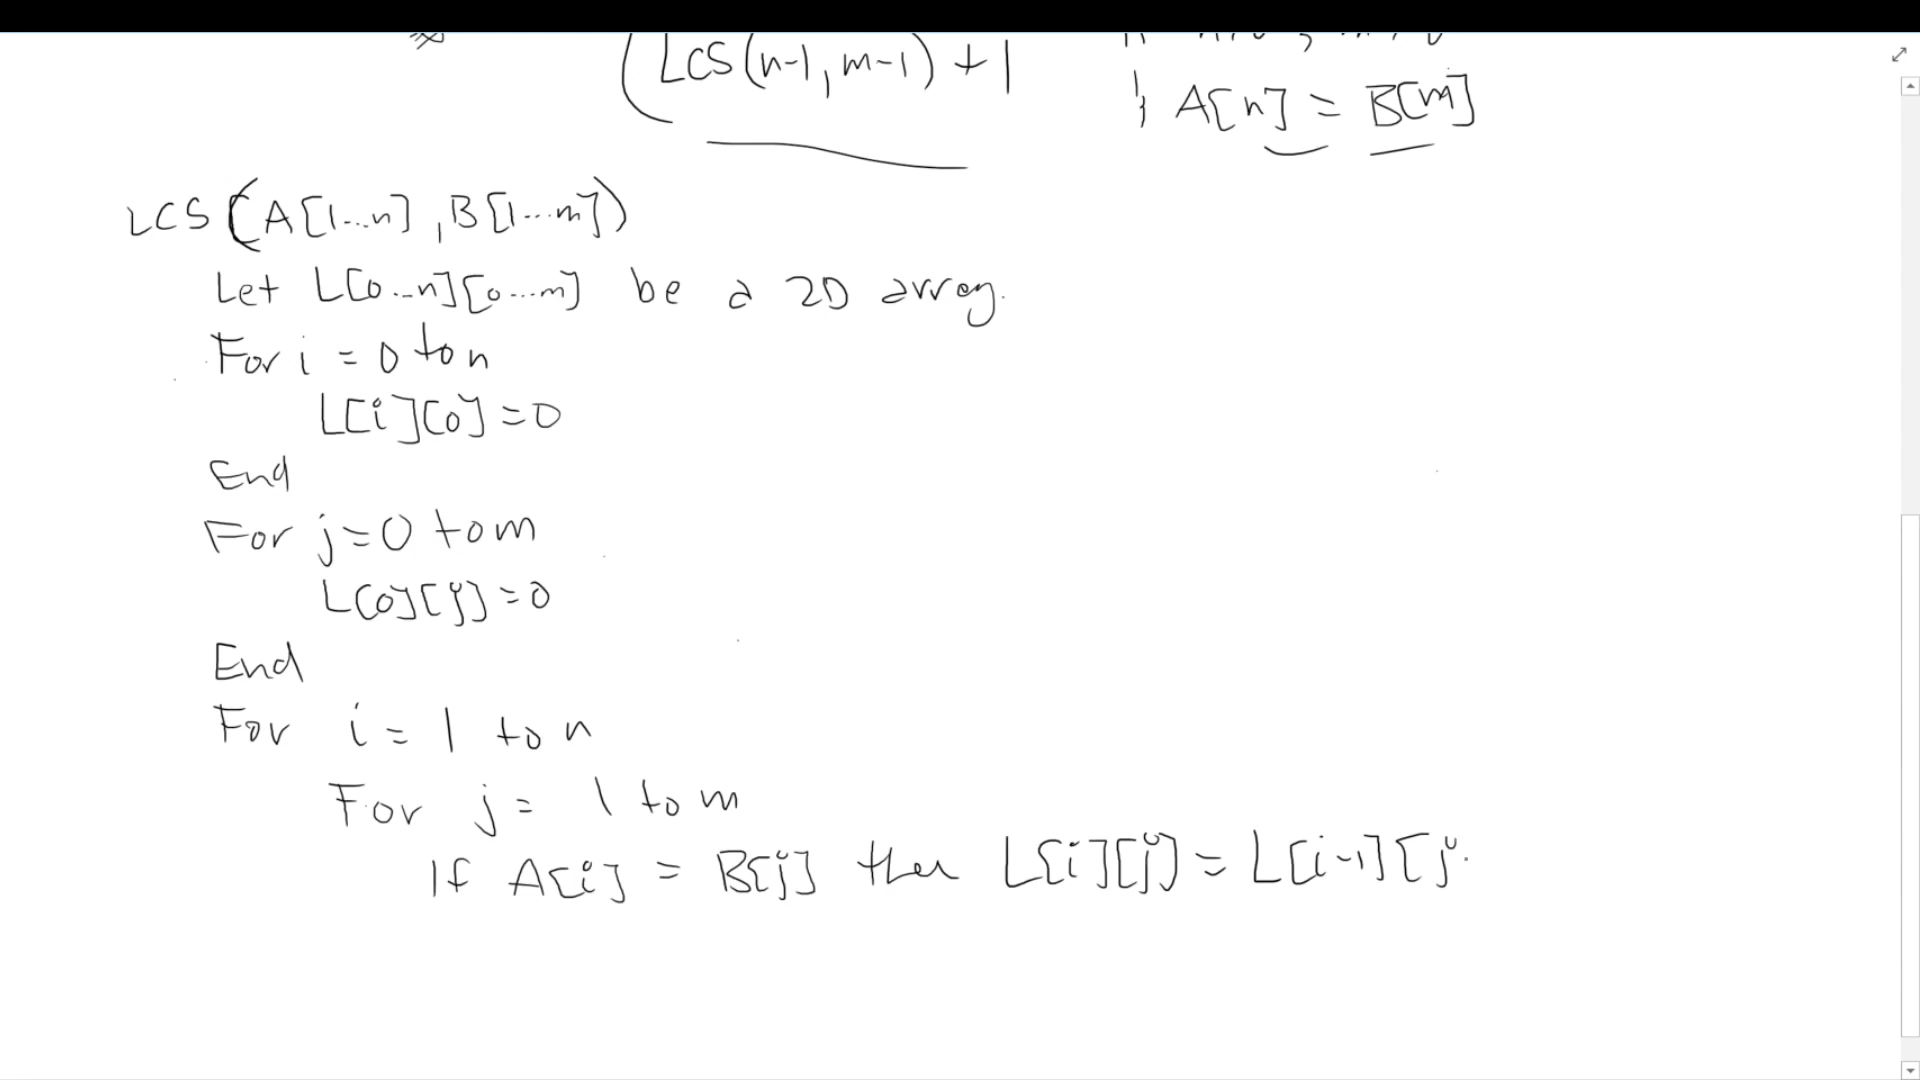 LCS(n-1, m-1) + 1
A[n] = B[m]
LCS(A[1...n], B[1...m])
Let L[0...n][0...m] be a 2D array.
For i = 0 to n
L[i][0] = 0
End
For j = 0 to m
L[0][j] = 0
End
For i = 1 to n
For j = 1 to m
If A[i] = B[j] then L[i][j] = L[i-1][j